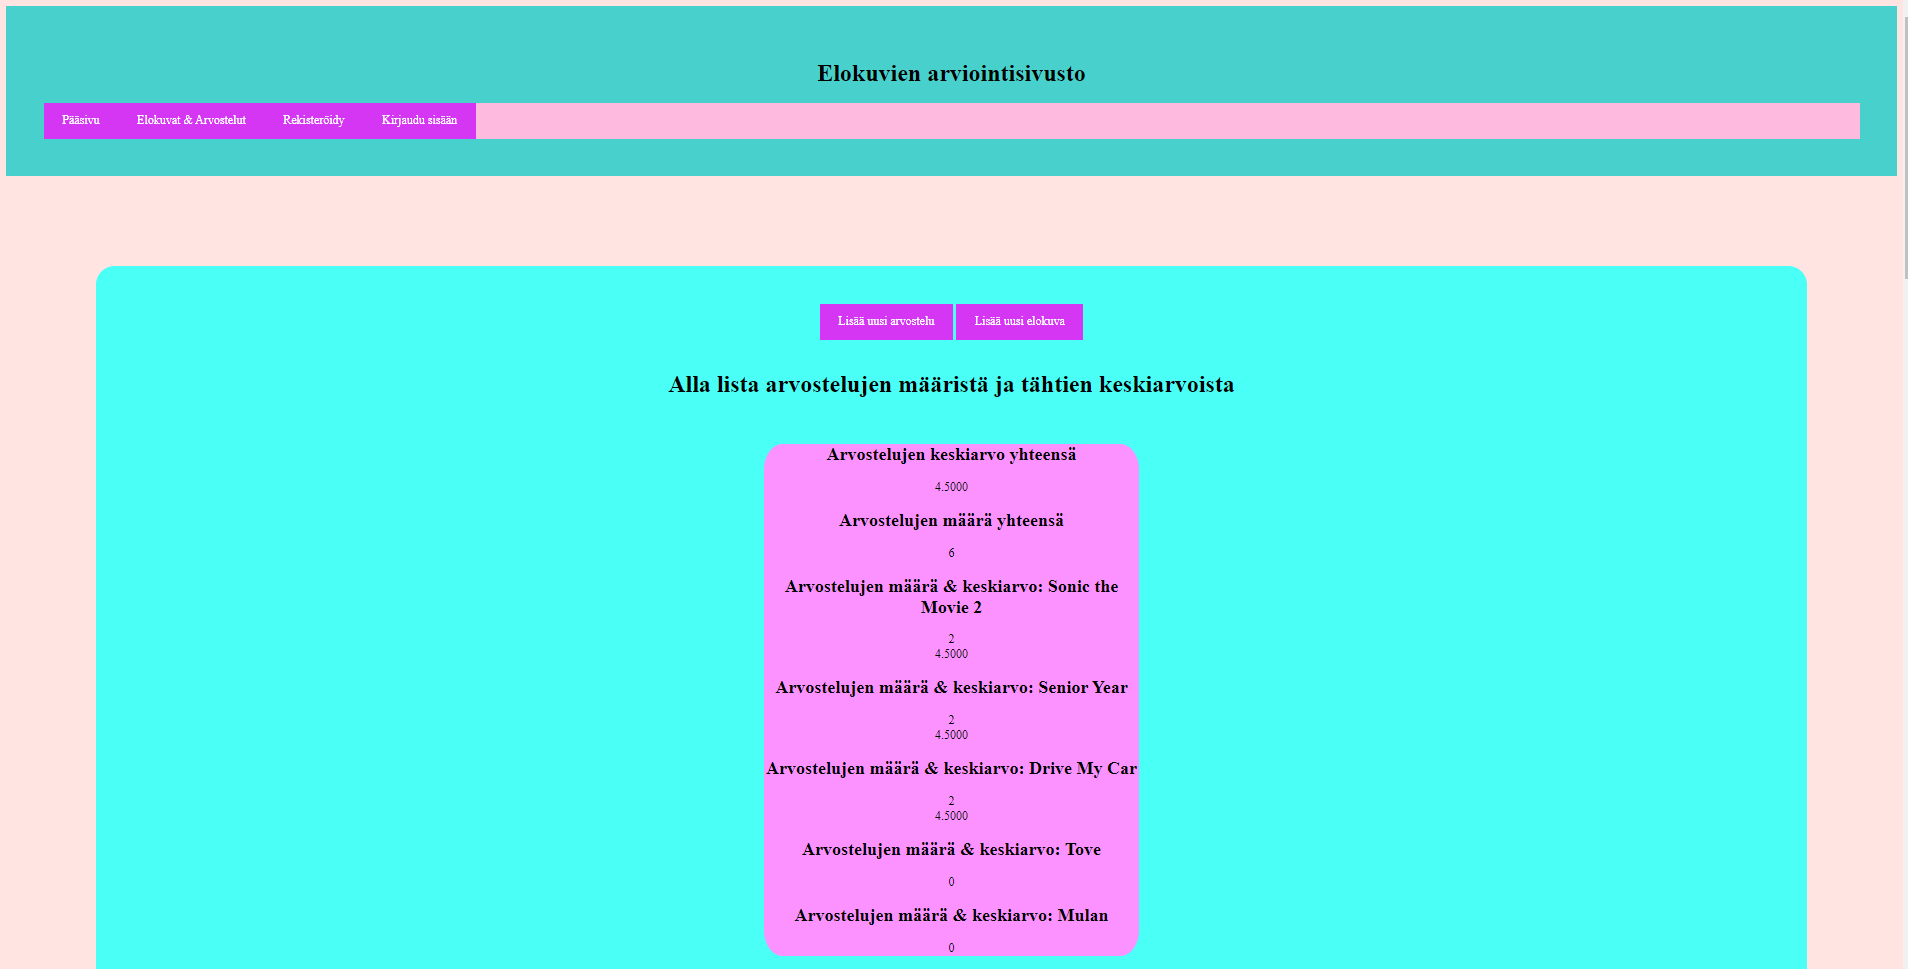 Elokuvien arviointisivusto
Pääsivu Elokuvat & Arvostelut Rekisteröidy Kirjaudu sisään
Lisää uusi arvostelu Lisää uusi elokuva
Alla lista arvostelujen määristä ja tähtien keskiarvoista
Arvostelujen keskiarvo yhteensä
4.5000
Arvostelujen määrä yhteensä
6
Arvostelujen määrä & keskiarvo: Sonic the
Movie 2
2
4.5000
Arvostelujen määrä & keskiarvo: Senior Year
2
4.5000
Arvostelujen määrä & keskiarvo: Drive My Car
2
4.5000
Arvostelujen määrä & keskiarvo: Tove
0
Arvostelujen määrä & keskiarvo: Mulan
0